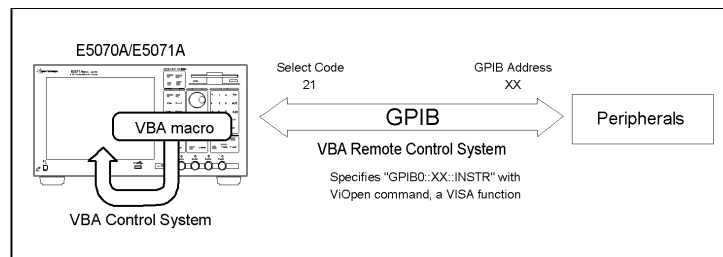 E5070A/E5071A
Select Code
21
GPIB Address
XX
VBA macro
GPIB
Peripherals
VBA Remote Control System
Specifies "GPIB0::XX::INSTR" with
ViOpen command, a VISA function
VBA Control System